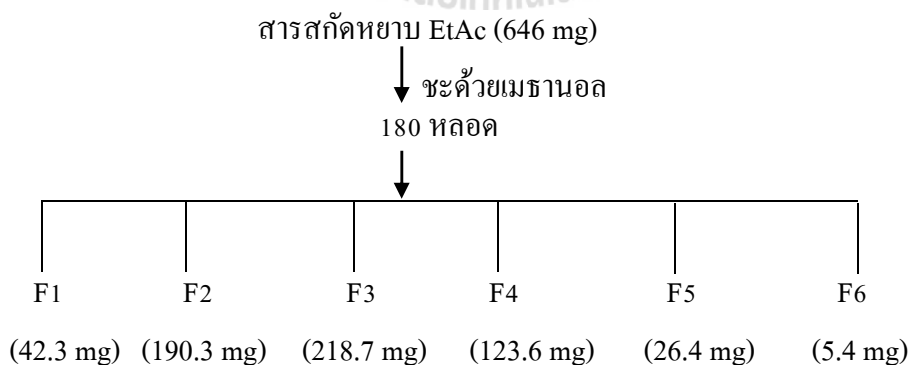 สารสกัดหยาบ EtAc (646 mg)
ชะด้วยเมธานอล
180 หลอด
F1 F2 F3 F4 F5 F6
(42.3 mg) (190.3 mg) (218.7 mg) (123.6 mg) (26.4 mg) (5.4 mg)